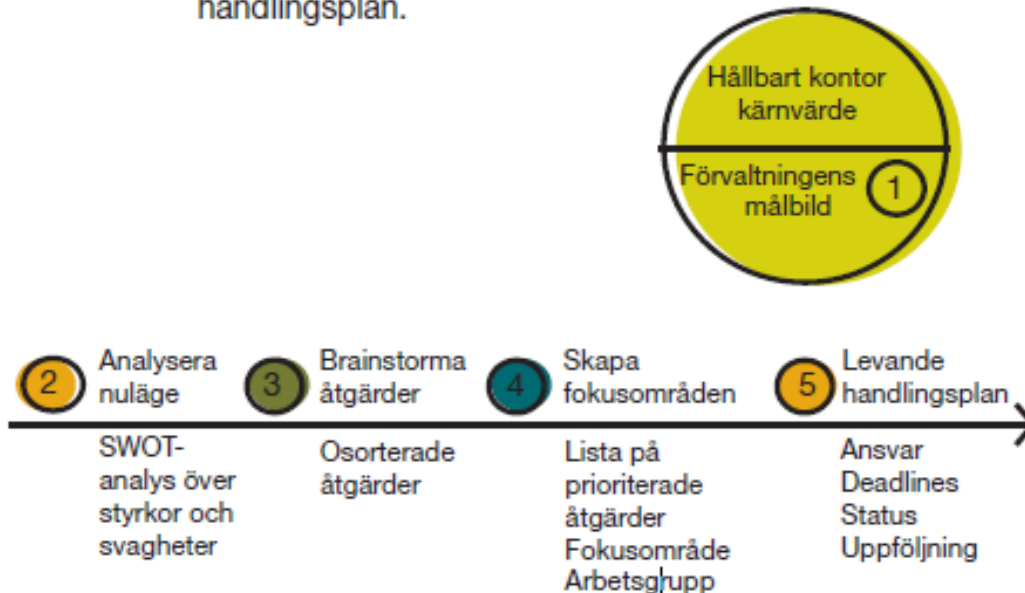 handlingsplan.
Hållbart kontor
kärnvärde
Förvaltningens
målbild
1
2
Analysera
nuläge
3
Brainstorma
åtgärder
4
Skapa
fokusområden
5
Levande
handlingsplan
SWOT-
analys över
styrkor och
svagheter
Osorterade
åtgärder
Lista på
prioriterade
åtgärder
Fokusområde
Arbetsgrupp
Ansvar
Deadlines
Status
Uppföljning